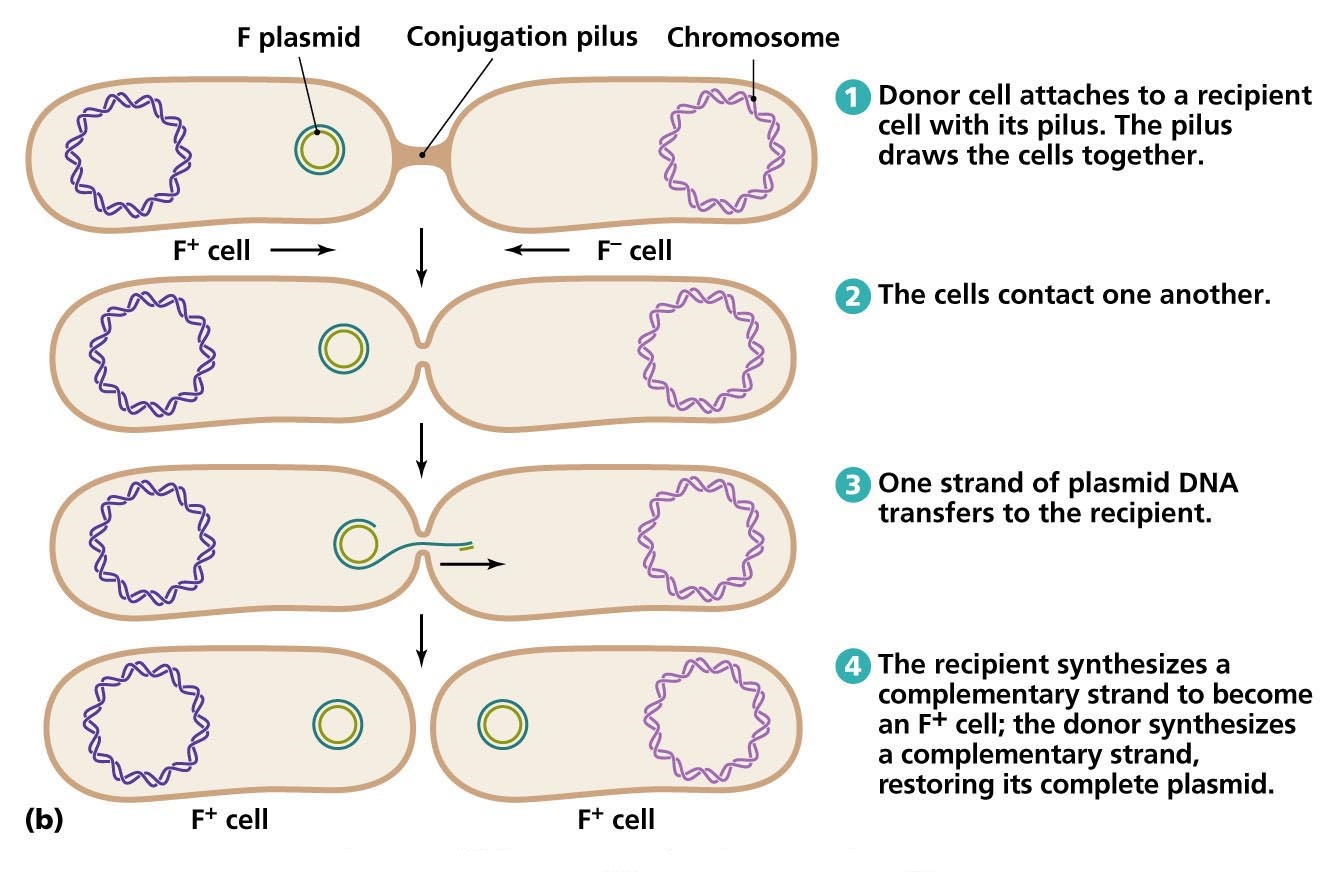 F plasmid
Conjugation pilus
Chromosome
1 Donor cell attaches to a recipient
cell with its pilus. The pilus
draws the cells together.
F+ cell
F– cell
2 The cells contact one another.
3 One strand of plasmid DNA
transfers to the recipient.
4 The recipient synthesizes a
complementary strand to become
an F+ cell; the donor synthesizes
a complementary strand,
restoring its complete plasmid.
(b)
F+ cell
F+ cell